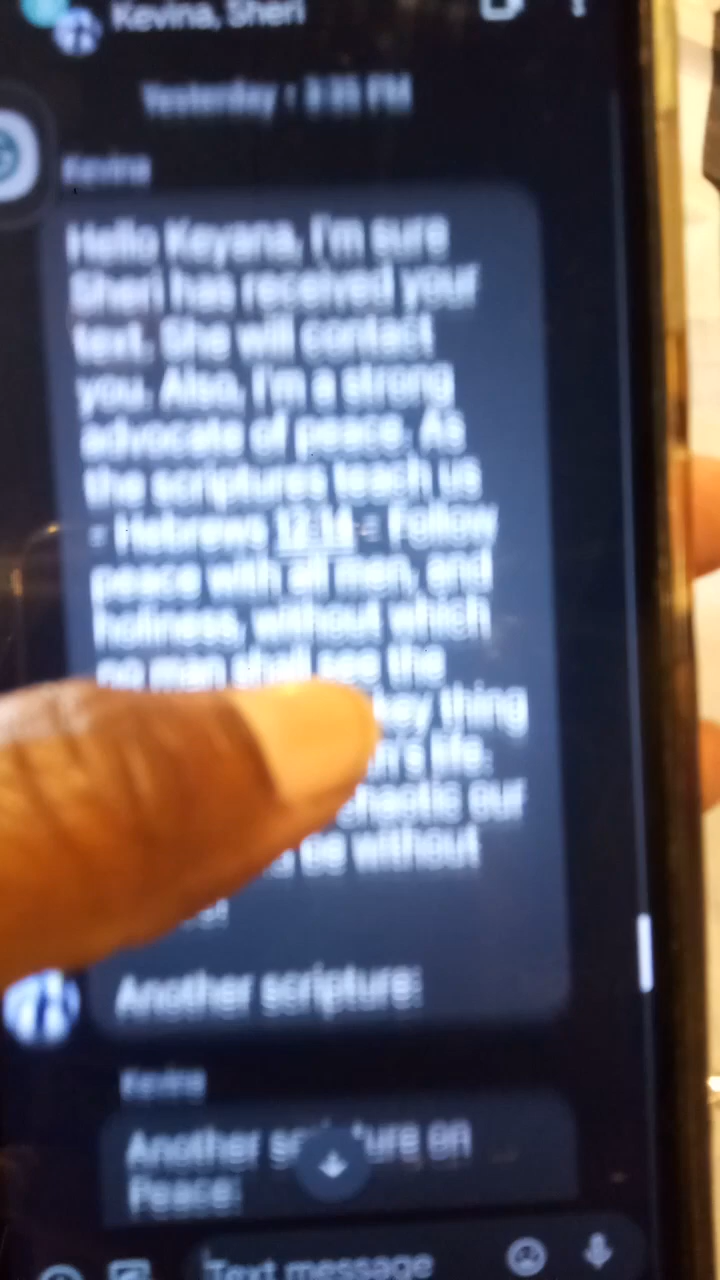 Kevina, Sheri
Yesterday •
Kevina
Hello Keyana, I'm sure
Sheri has received your
text. She will contact
you. Also, I'm a strong
advocate of peace. As
the scriptures teach us
- Hebrews 12:14 - Follow
peace with all men, and
holiness, without which
no man shall see the
key thing
life.
chaotic our
be without
Another scripture:
Kevina
Another scripture on
Peace:
Text message